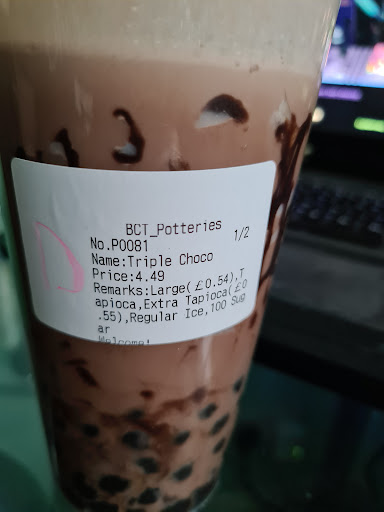 BCT_Potteries
No.P0081 1/2
Name:Triple Choco
Price:4.49
Remarks:Large(£0.54),T
apioca,Extra Tapioca(£0
.55),Regular Ice,100 Sug
ar
Welcome!